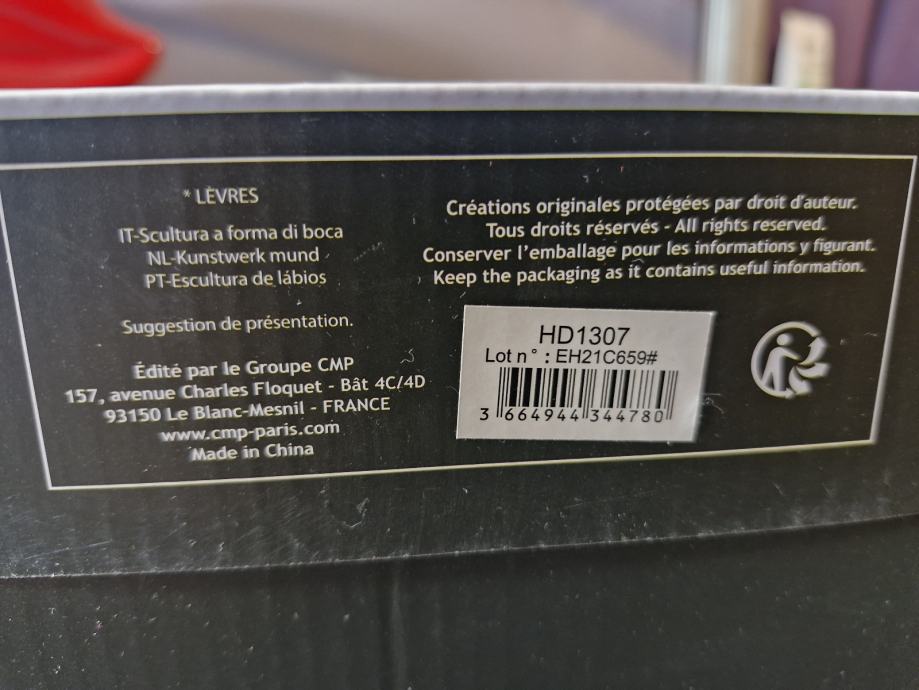 * LÈVRES
IT-Scultura a forma di boca
NL-Kunstwerk mund
PT-Escultura de lábios
Suggestion de présentation.
Édité par le Groupe CMP
157, avenue Charles Floquet - Bât 4C/4D
93150 Le Blanc-Mesnil - FRANCE
www.cmp-paris.com
Made in China
Créations originales protégées par droit d'auteur.
Tous droits réservés - All rights reserved.
Conserver l'emballage pour les informations y figurant.
Keep the packaging as it contains useful information.
HD1307
Lot n° : EH21C659#
3 664944 344780